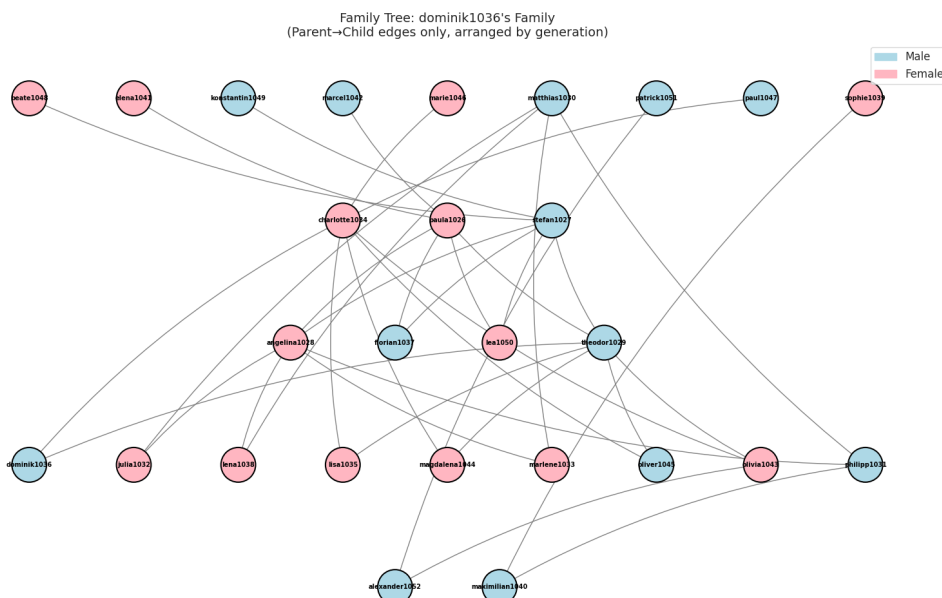 Family Tree: dominik1036's Family
(Parent→Child edges only, arranged by generation)
Male
Female
beate1048
elena1041
konstantin1049
marcel1042
marie1046
matthias1030
patrick1051
paul1047
sophie1039
charlotte1034
paula1026
stefan1027
angelina1028
florian1037
lea1050
theodor1029
dominik1036
julia1032
lena1038
lisa1035
magdalena1044
marlene1033
oliver1045
olivia1043
philipp1031
alexander1052
maximilian1040